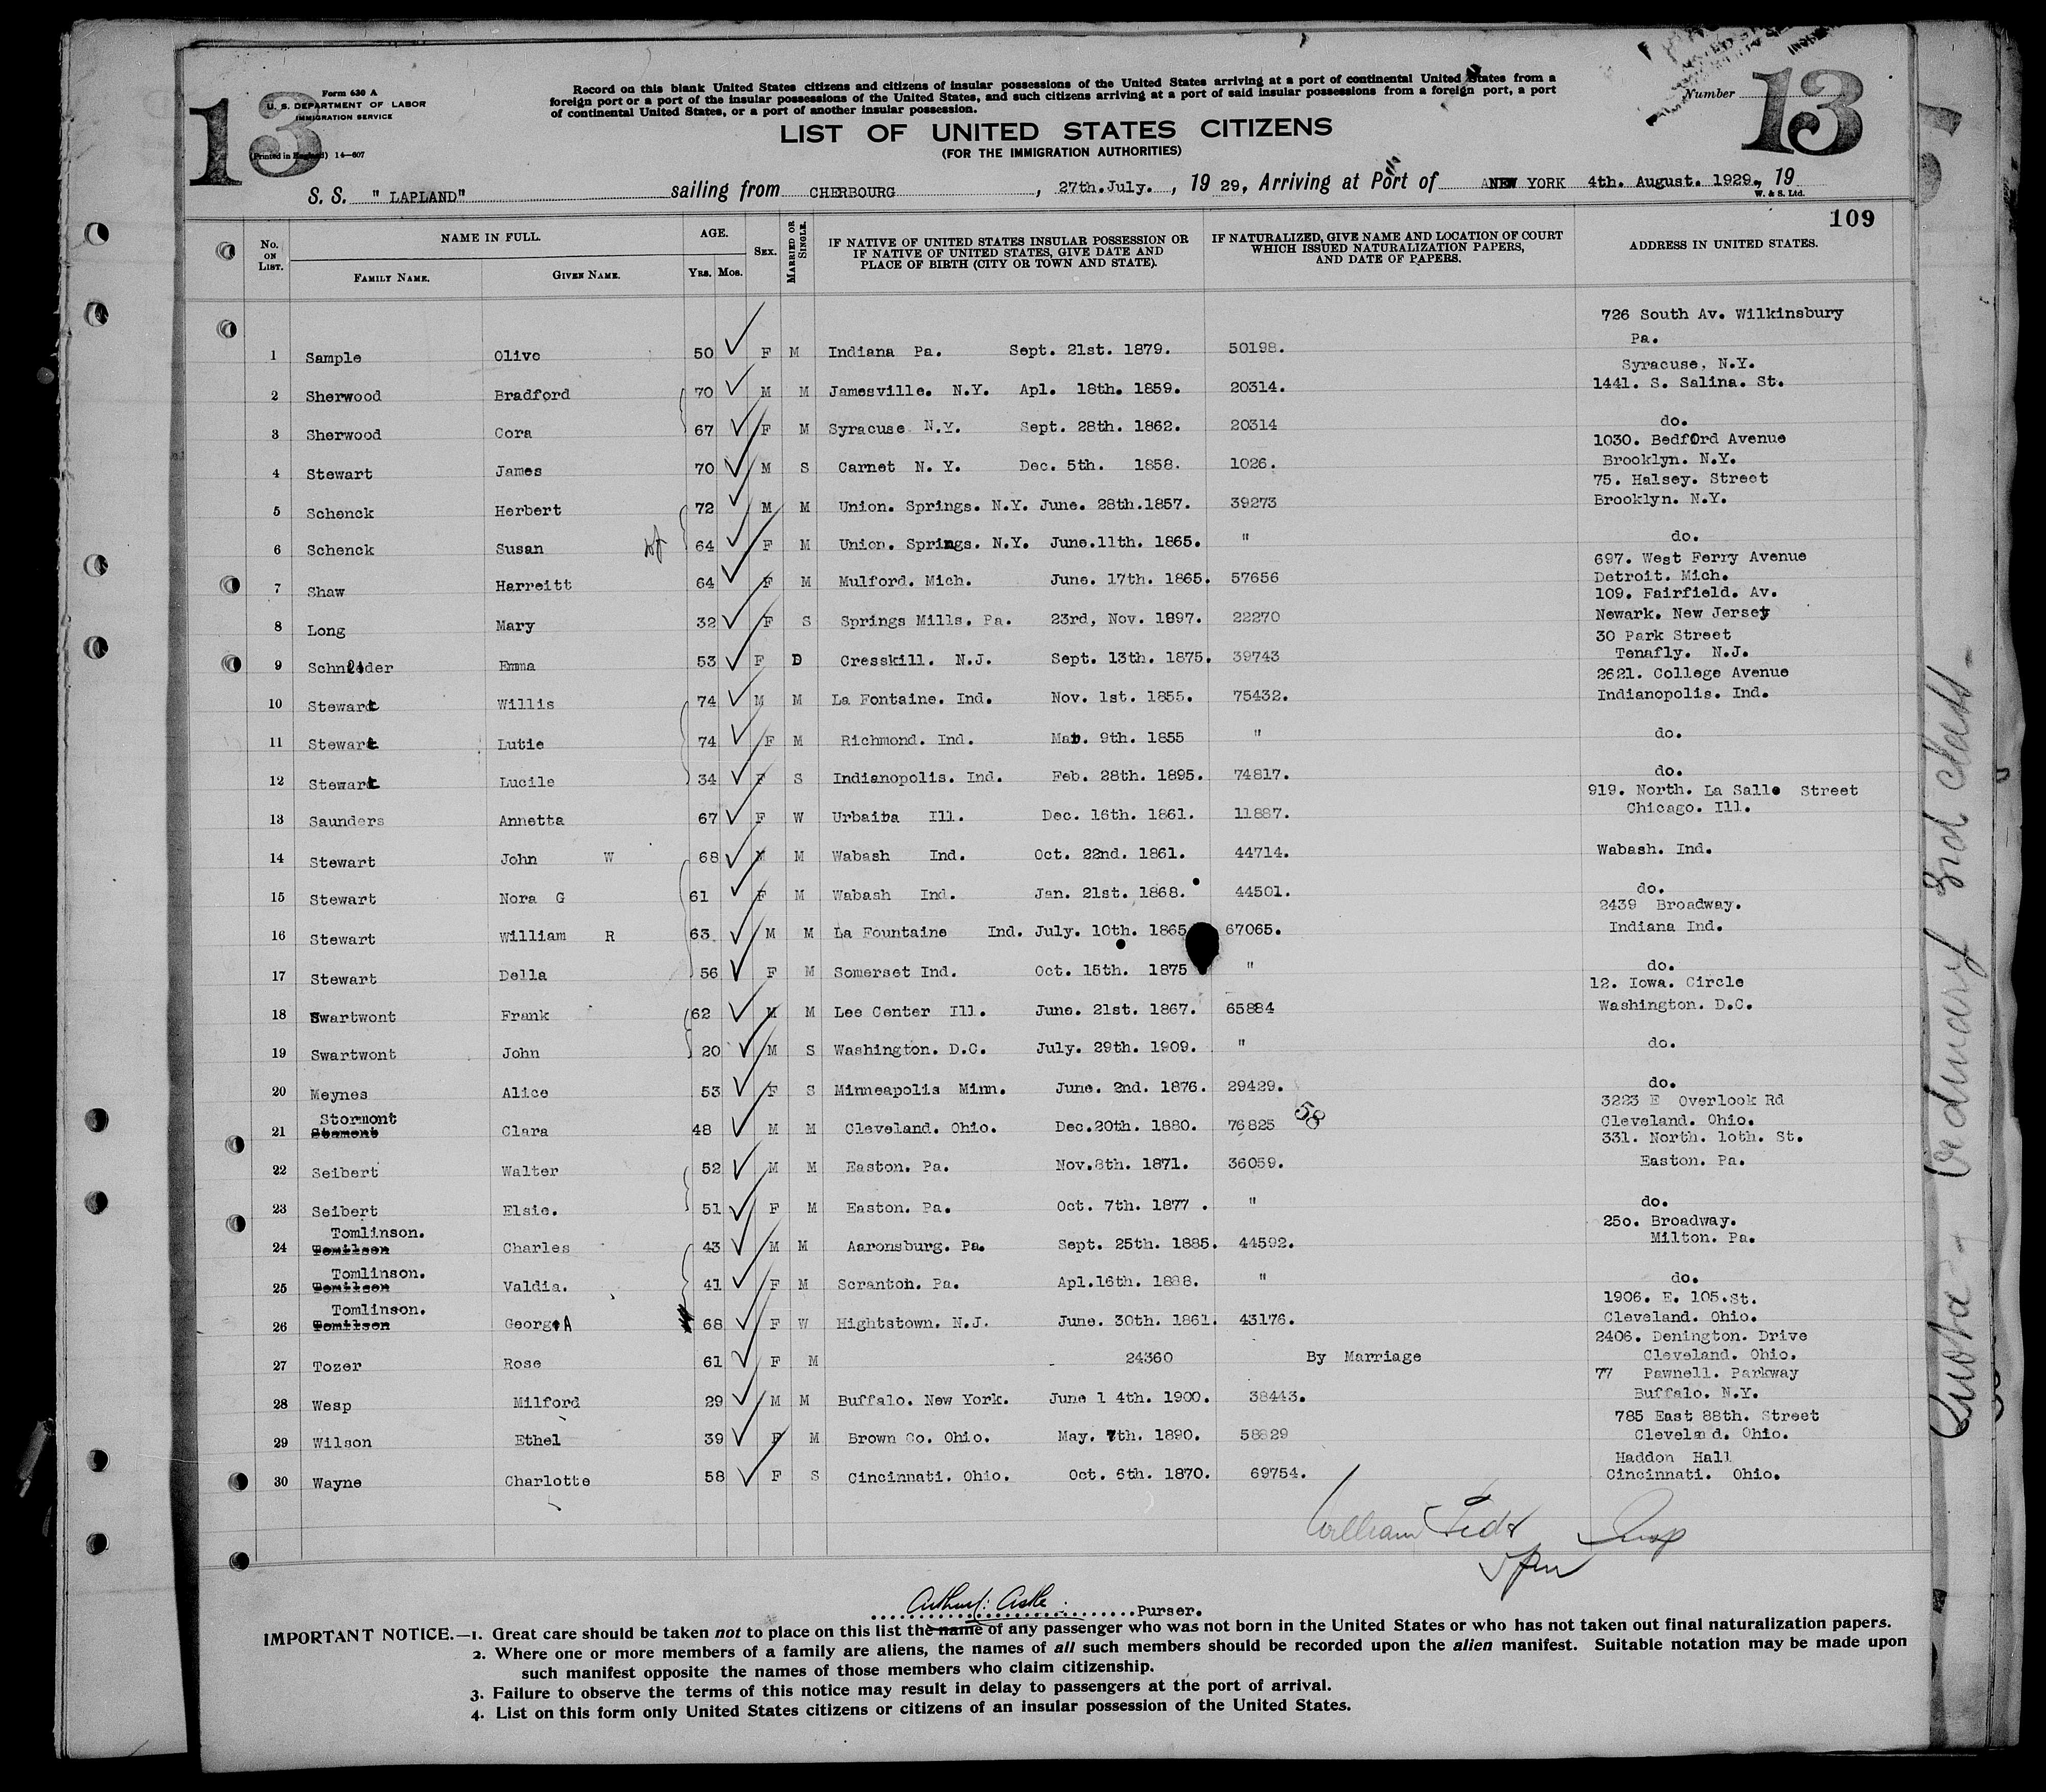 13
Form 630 A
U. S. DEPARTMENT OF LABOR
IMMIGRATION SERVICE
(Printed in England) 14—607
Record on this blank United States citizens and citizens of insular possessions of the United States arriving at a port of continental United States from a
foreign port or a port of the insular possessions of the United States, and such citizens arriving at a port of said insular possessions from a foreign port, a port
of continental United States, or a port of another insular possession.
LIST OF UNITED STATES CITIZENS
(FOR THE IMMIGRATION AUTHORITIES)
Number 13
S. S. " LAPLAND" sailing from CHERBOURG , 27th.July. , 19 29, Arriving at Port of NEW YORK 4th. August. 1929., 19
W. & S. Ltd.
109
No. ON LIST. NAME IN FULL. AGE. SEX. MARRIED OR SINGLE. IF NATIVE OF UNITED STATES INSULAR POSSESSION OR IF NATIVE OF UNITED STATES, GIVE DATE AND PLACE OF BIRTH (CITY OR TOWN AND STATE). IF NATURALIZED, GIVE NAME AND LOCATION OF COURT WHICH ISSUED NATURALIZATION PAPERS, AND DATE OF PAPERS. ADDRESS IN UNITED STATES.
FAMILY NAME. GIVEN NAME. YRS. MOS.
726 South Av. Wilkinsbury
Pa.
1 Sample Olive 50 F M Indiana Pa. Sept. 21st. 1879. 50198.
Syracuse, N.Y.
2 Sherwood Bradford 70 M M Jamesville. N.Y. Apl. 18th. 1859. 20314. 1441. S. Salina. St.
3 Sherwood Cora 67 F M Syracuse N.Y. Sept. 28th. 1862. 20314 do.
1030. Bedford Avenue
4 Stewart James 70 M S Carnet N. Y. Dec. 5th. 1858. 1026. Brooklyn. N.Y.
75. Halsey. Street
5 Schenck Herbert 72 M M Union. Springs. N.Y. June. 28th.1857. 39273 Brooklyn. N.Y.
6 Schenck Susan 64 F M Union. Springs. N.Y. June.11th. 1865. " do.
697. West Ferry Avenue
7 Shaw Harreitt 64 F M Mulford. Mich. June. 17th. 1865. 57656 Detroit. Mich.
109. Fairfield. Av.
8 Long Mary 32 F S Springs Mills. Pa. 23rd, Nov. 1897. 22270 Newark. New Jersey
30 Park Street
9 Schneider Emma 53 F D Cresskill. N.J. Sept. 13th. 1875. 39743 Tenafly. N.J.
2621. College Avenue
10 Stewart Willis 74 M M La Fontaine. Ind. Nov. 1st. 1855. 75432. Indianopolis. Ind.
11 Stewart Lutie 74 F M Richmond. Ind. Mar. 9th. 1855 " do.
12 Stewart Lucile 34 F S Indianopolis. Ind. Feb. 28th. 1895. 74817. do.
919. North. La Salle Street
13 Saunders Annetta 67 F W Urbaiba Ill. Dec. 16th. 1861. 11887. Chicago. Ill.
14 Stewart John W 68 M M Wabash Ind. Oct. 22nd. 1861. 44714. Wabash. Ind.
15 Stewart Nora G 61 F M Wabash Ind. Jan. 21st. 1868. 44501. do.
2439 Broadway.
16 Stewart William R 63. M M La Fountaine Ind. July. 10th. 1865 67065. Indiana Ind.
17 Stewart Della 56 F M Somerset Ind. Oct. 15th. 1875 " do.
12. Iowa. Circle
18 Swartwont Frank 62 M M Lee Center Ill. June. 21st. 1867. 65884 Washington. D.C.
19 Swartwont John 20 M S Washington. D.C. July. 29th. 1909. " do.
20 Meynes Alice 53 F S Minneapolis Minn. June. 2nd. 1876. 29429. do.
3223 E Overlook Rd
Stormont
21 Clara 48 M M Cleveland. Ohio. Dec.20th. 1880. 76825 58 Cleveland. Ohio.
331. North. 1oth. St.
22 Seibert Walter 52 M M Easton. Pa. Nov.8th. 1871. 36059. Easton. Pa.
23 Seibert Elsie. 51 F M Easton. Pa. Oct. 7th. 1877 . " do.
25o. Broadway.
Tomlinson.
24 Tomilson Charles 43 M M Aaronsburg. Pa. Sept. 25th. 1885. 44592. Milton. Pa.
Tomlinson.
25 Tomilson Valdia. 41 F M Scranton. Pa. Apl.16th. 1888. " do.
1906. E. 105.St.
Tomlinson.
26 Tomilson GeorgeA 68 F W Hightstown. N.J. June. 30th. 1861. 43176. Cleveland. Ohio.
2406. Denington. Drive
27 Tozer Rose 61 F M 24360 By Marriage Cleveland. Ohio.
77 Pawnell. Parkway
28 Wesp Milford 29 M M Buffalo. New York. June 1 4th. 1900. 38443. Buffalo. N.Y.
785 East 88th. Street
29 Wilson Ethel 39 F M Brown Co. Ohio. May. 7th. 1890. 58829 Cleveland. Ohio.
Haddon Hall
30 Wayne Charlotte 58 F S Cincinnati. Ohio. Oct. 6th. 1870. 69754. Cincinnati. Ohio.
William Insp
Purser.
IMPORTANT NOTICE.—1. Great care should be taken not to place on this list the name of any passenger who was not born in the United States or who has not taken out final naturalization papers.
2. Where one or more members of a family are aliens, the names of all such members should be recorded upon the alien manifest. Suitable notation may be made upon
such manifest opposite the names of those members who claim citizenship.
3. Failure to observe the terms of this notice may result in delay to passengers at the port of arrival.
4. List on this form only United States citizens or citizens of an insular possession of the United States.
3rd Class